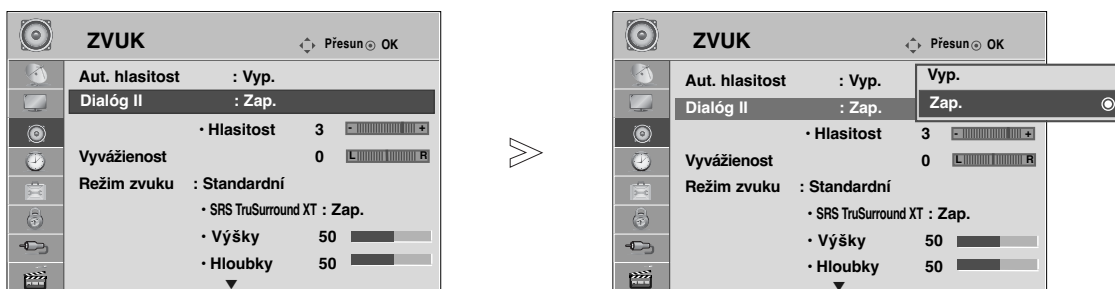 ZVUK
Přesun OK
Aut. hlasitost : Vyp.
Dialóg II : Zap.
• Hlasitost 3 - +
Vyvážienost 0 L R
Režim zvuku : Standardní
• SRS TruSurround XT : Zap.
• Výšky 50
• Hloubky 50
ZVUK
Přesun OK
Aut. hlasitost : Vyp.
Vyp.
Dialóg II : Zap.
Zap.
• Hlasitost 3 - +
Vyvážienost 0 L R
Režim zvuku : Standardní
• SRS TruSurround XT : Zap.
• Výšky 50
• Hloubky 50